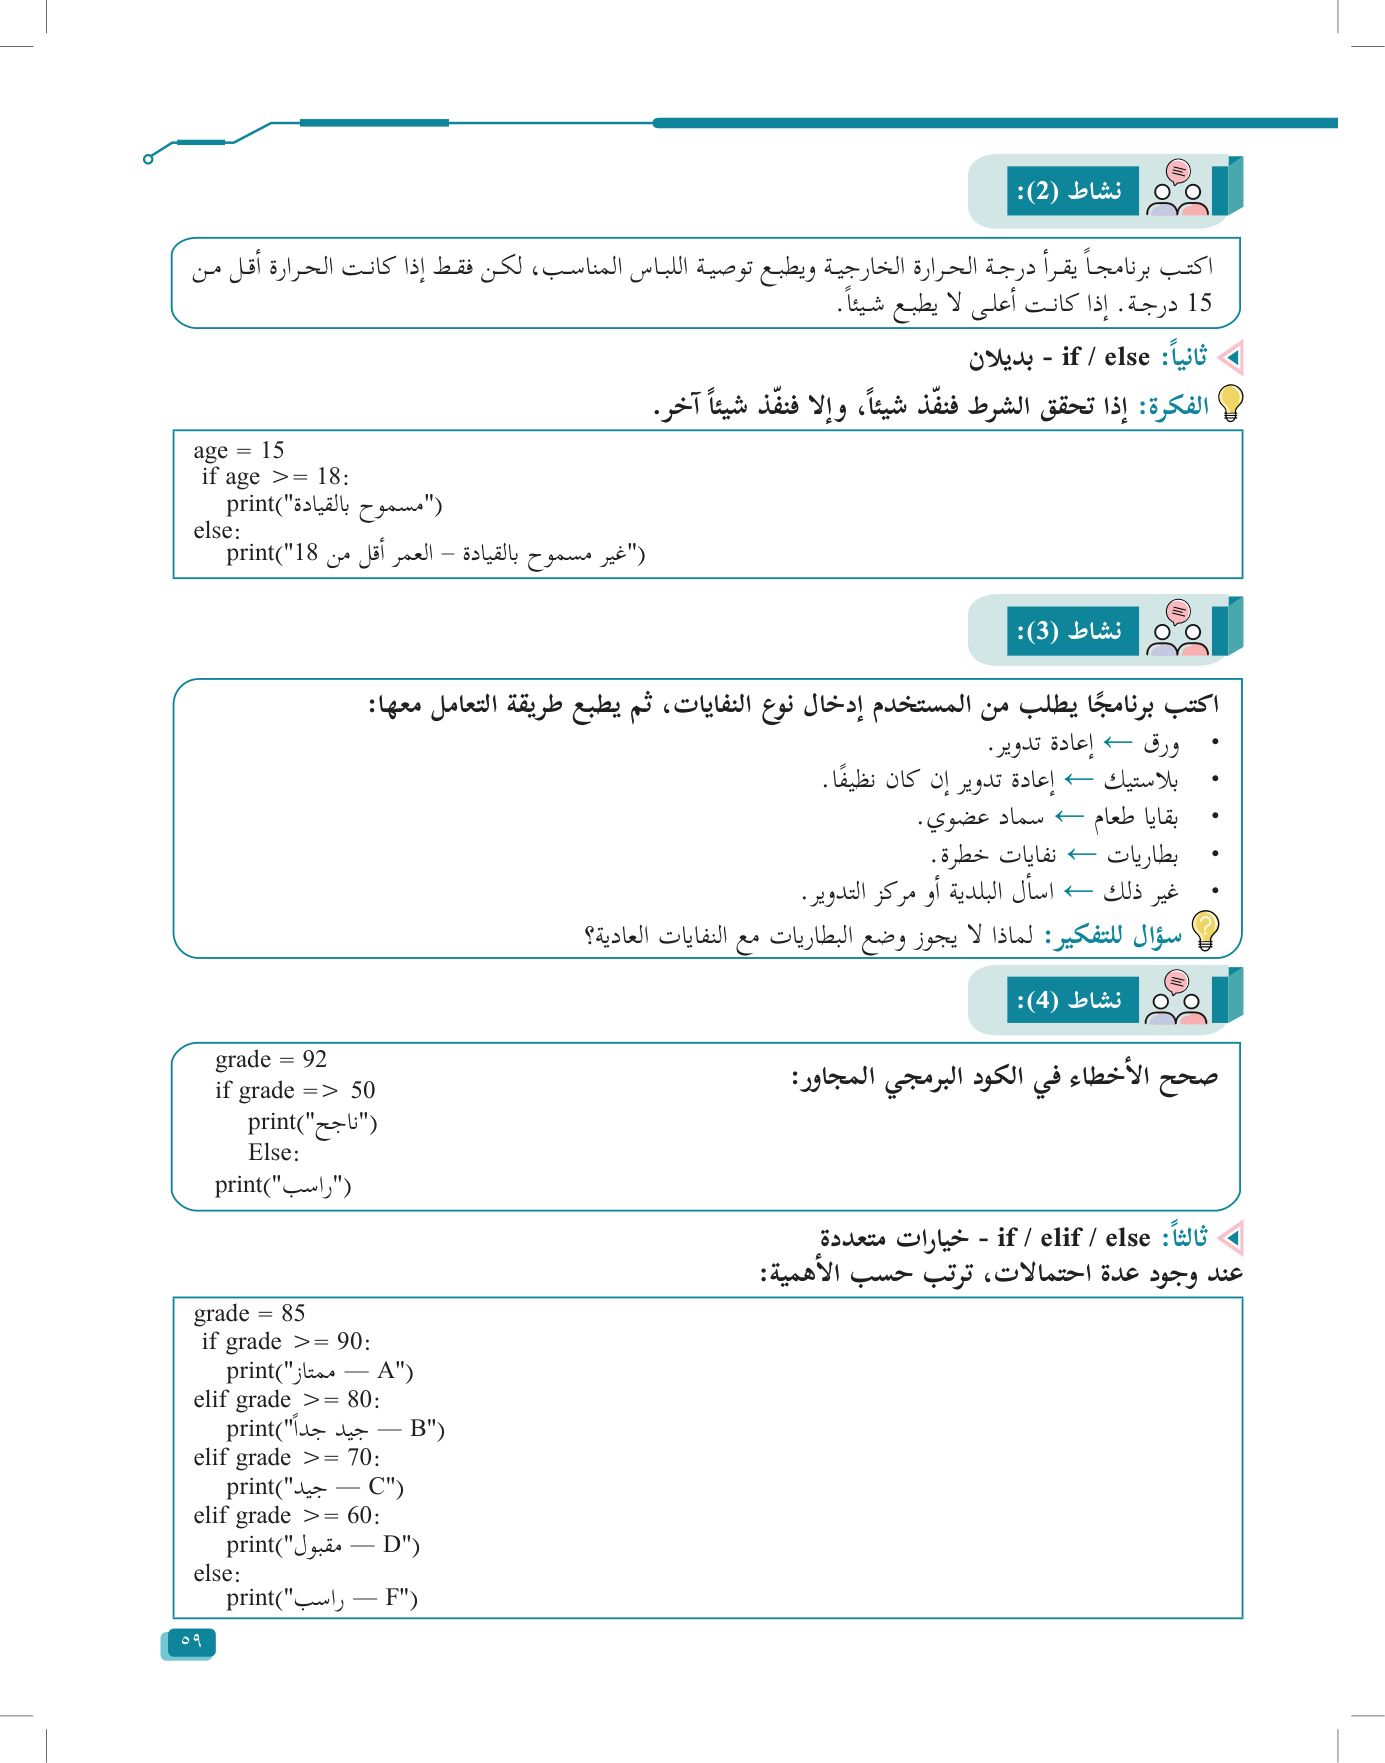 نشاط (2):
اكتب برنامجاً يقرأ درجة الحرارة الخارجية ويطبع توصية اللباس المناسب، لكن فقط إذا كانت الحرارة أقل من
15 درجة. إذا كانت أعلى لا يطبع شيئاً.
ثانياً: if / else - بديلان
الفكرة: إذا تحقق الشرط فنفّذ شيئاً، وإلا فنفّذ شيئاً آخر.
age = 15
if age >= 18:
print("مسموح بالقيادة")
else:
print("غير مسموح بالقيادة – العمر أقل من 18")
نشاط (3):
اكتب برنامجًا يطلب من المستخدم إدخال نوع النفايات، ثم يطبع طريقة التعامل معها:
• ورق ← إعادة تدوير.
• بلاستيك ← إعادة تدوير إن كان نظيفًا.
• بقايا طعام ← سماد عضوي.
• بطاريات ← نفايات خطرة.
• غير ذلك ← اسأل البلدية أو مركز التدوير.
سؤال للتفكير: لماذا لا يجوز وضع البطاريات مع النفايات العادية؟
نشاط (4):
صحح الأخطاء في الكود البرمجي المجاور:
grade = 92
if grade => 50
print("ناجح")
Else:
print("راسب")
ثالثاً: if / elif / else - خيارات متعددة
عند وجود عدة احتمالات، ترتب حسب الأهمية:
grade = 85
if grade >= 90:
print("ممتاز — A")
elif grade >= 80:
print("جيد جداً — B")
elif grade >= 70:
print("جيد — C")
elif grade >= 60:
print("مقبول — D")
else:
print("راسب — F")
٥٩